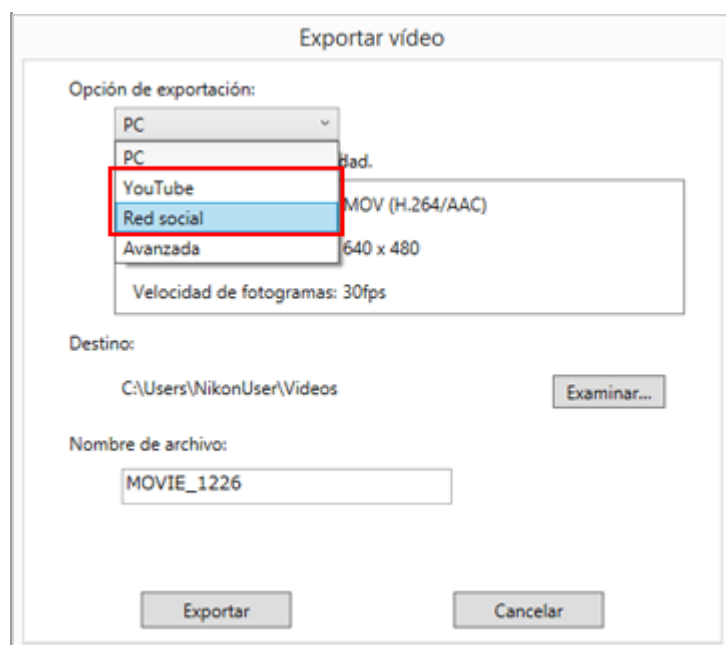 Exportar vídeo
Opción de exportación:
PC
PC
dad.
YouTube
MOV (H.264/AAC)
Red social
Avanzada
640 x 480
Velocidad de fotogramas: 30fps
Destino:
C:\Users\NikonUser\Videos
Examinar...
Nombre de archivo:
MOVIE_1226
Exportar
Cancelar